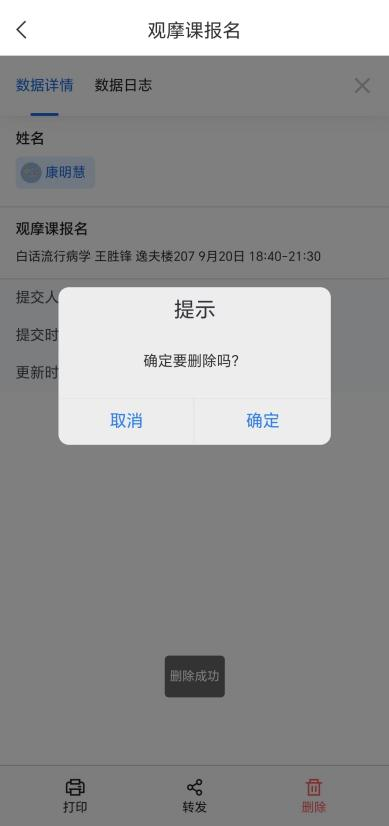 观摩课报名
数据详情 数据日志
姓名
康明慧
观摩课报名
白话流行病学 王胜锋 逸夫楼207 9月20日 18:40-21:30
提交人
提交时
更新时
提示
确定要删除吗?
取消 确定
删除成功
打印 转发 删除